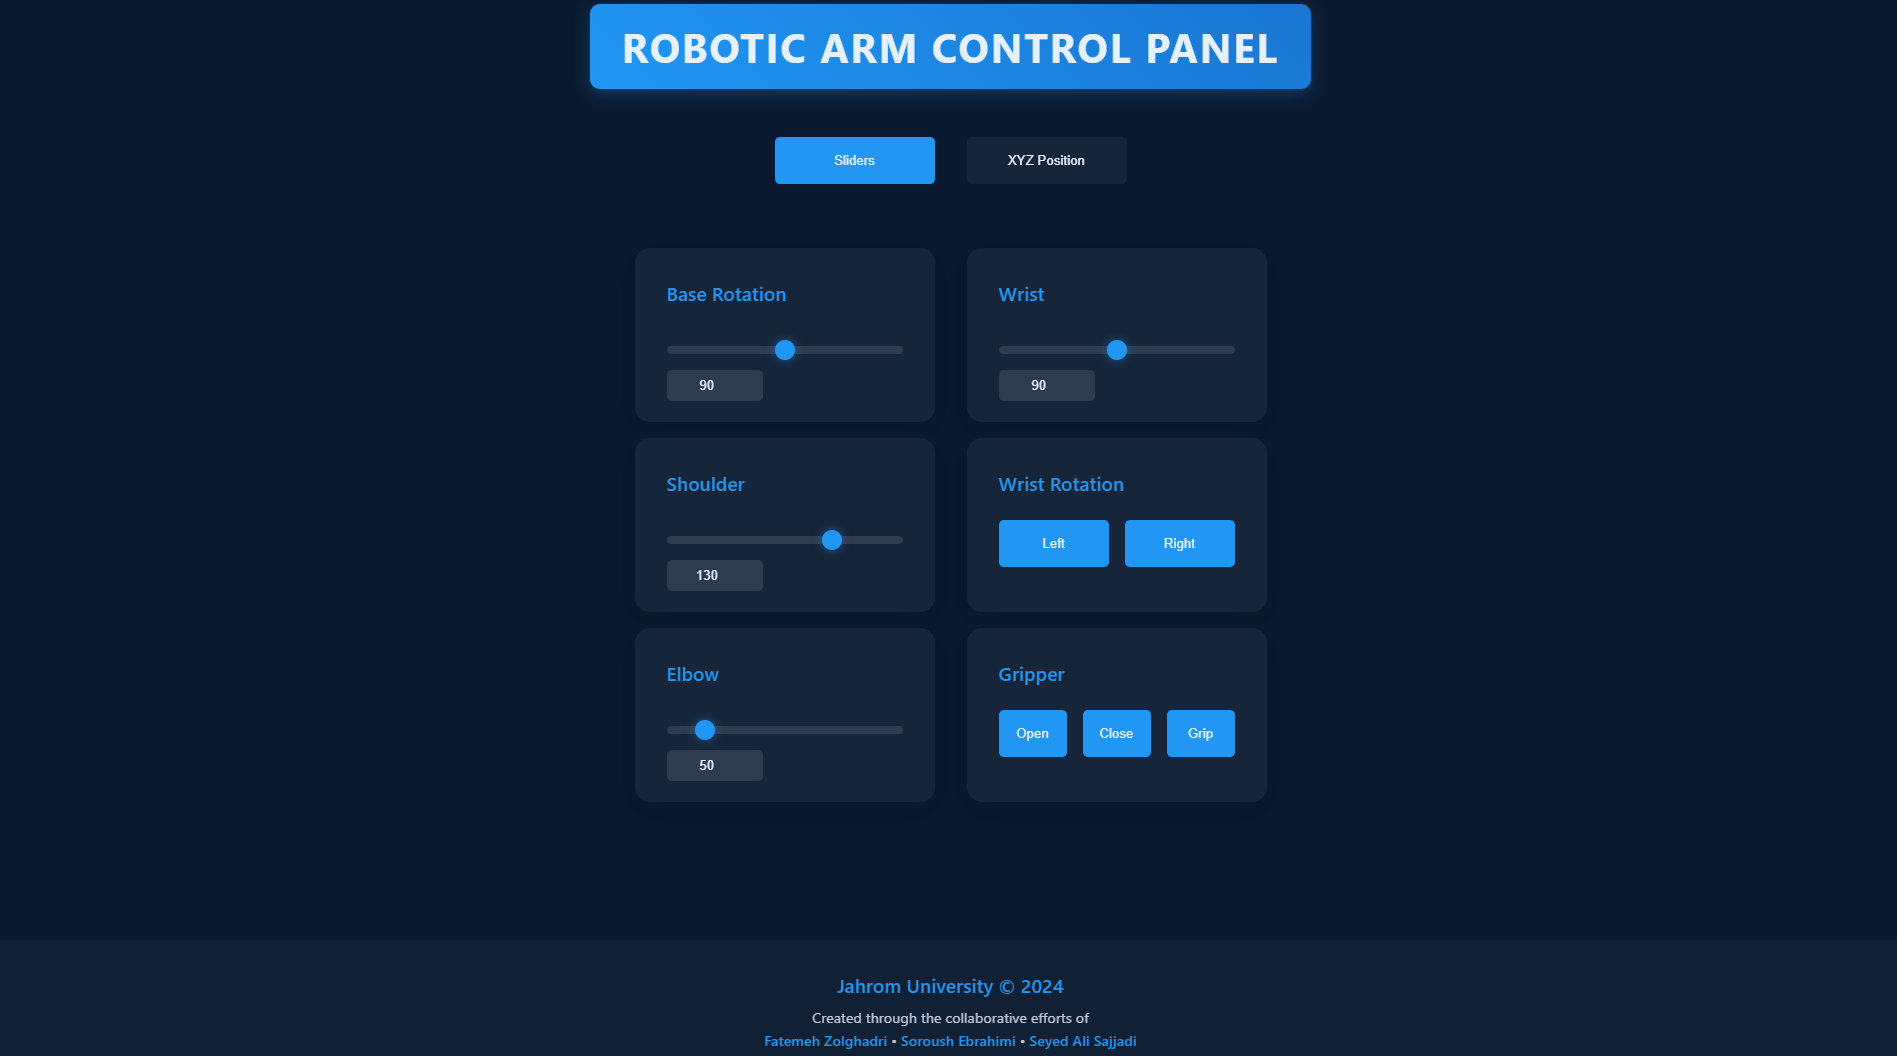 ROBOTIC ARM CONTROL PANEL
Sliders
XYZ Position
Base Rotation
90
Wrist
90
Shoulder
130
Wrist Rotation
Left
Right
Elbow
50
Gripper
Open
Close
Grip
Jahrom University © 2024
Created through the collaborative efforts of
Fatemeh Zolghadri • Soroush Ebrahimi • Seyed Ali Sajjadi